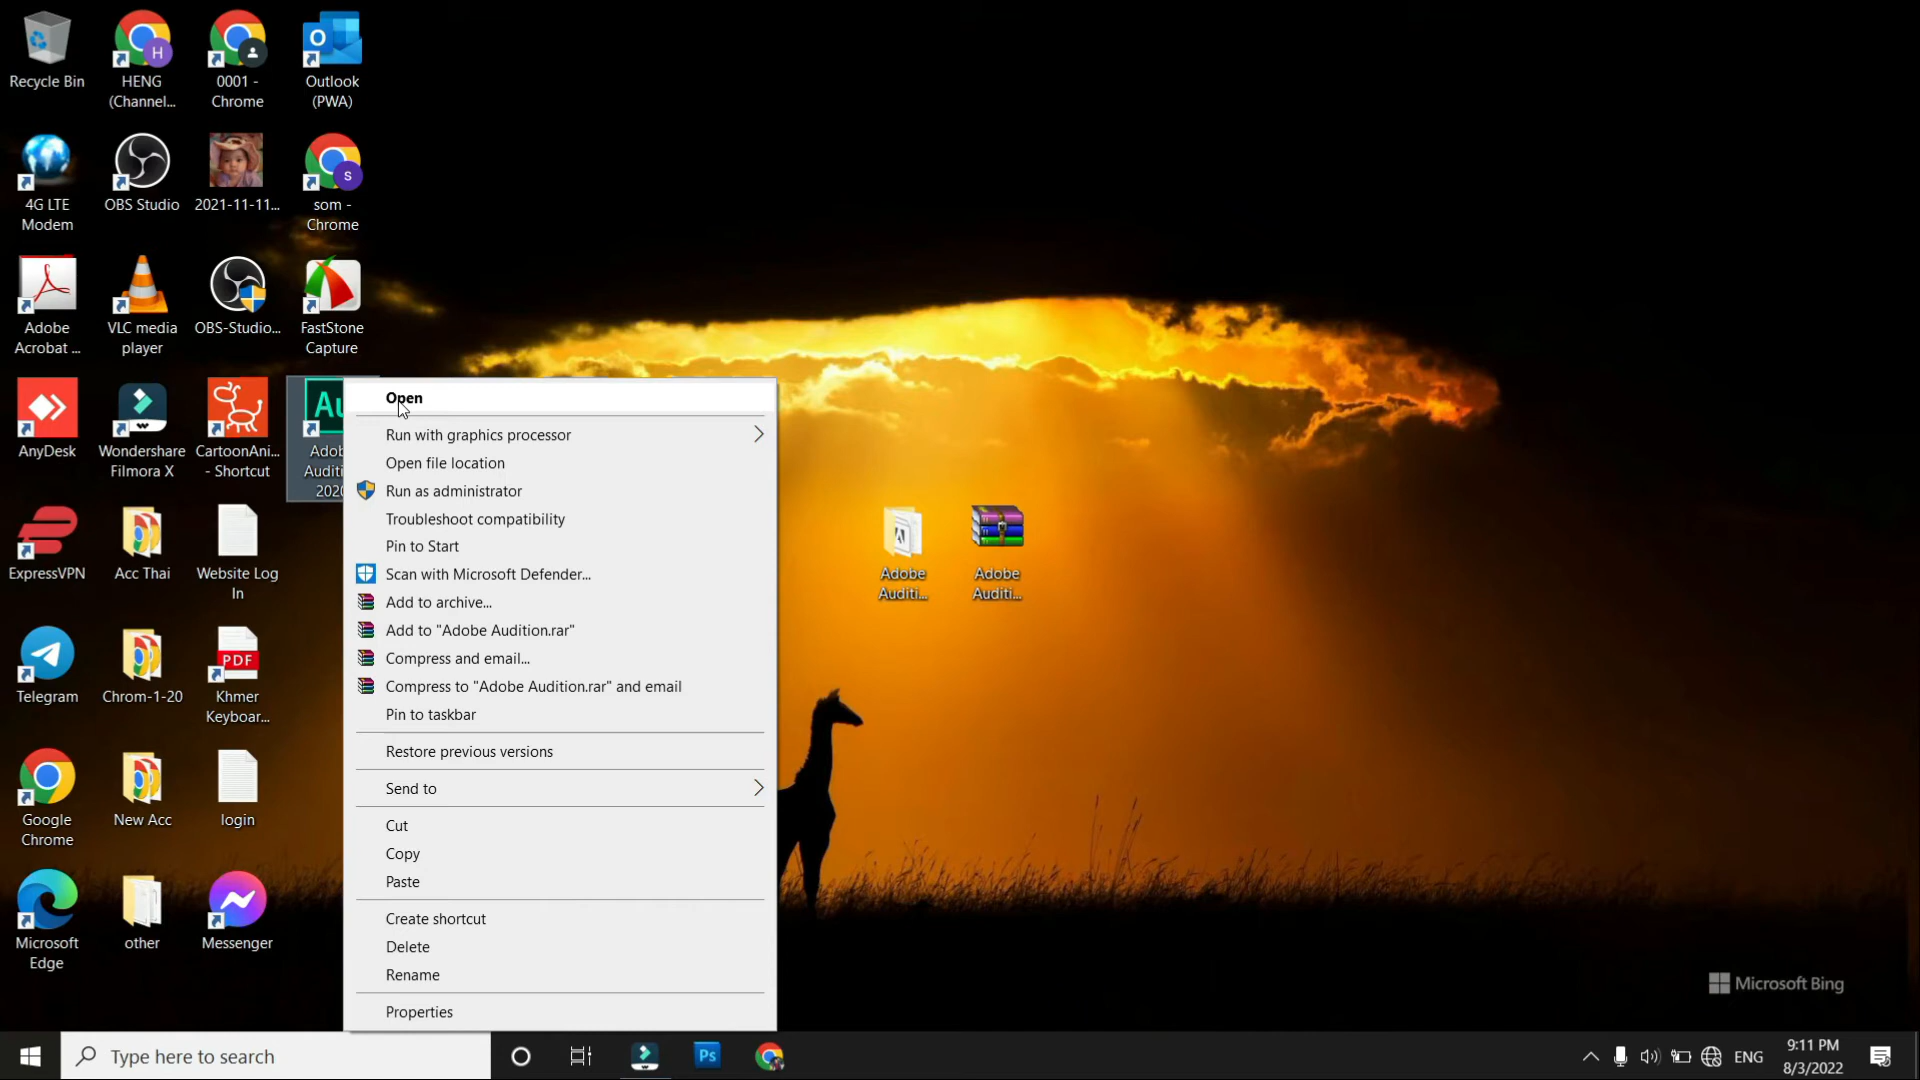 Recycle Bin
HENG
(Channel...
0001 -
Chrome
Outlook
(PWA)
4G LTE
Modem
OBS Studio
2021-11-11...
som -
Chrome
Adobe
Acrobat ...
VLC media
player
OBS-Studio...
FastStone
Capture
AnyDesk
Wondershare
Filmora X
CartoonAni...
- Shortcut
Au
Adob
Auditi
2020
ExpressVPN
Acc Thai
Website Log
In
Telegram
Chrom-1-20
PDF
Khmer
Keyboar...
Google
Chrome
New Acc
login
Microsoft
Edge
other
Messenger
Open
Run with graphics processor
Open file location
Run as administrator
Troubleshoot compatibility
Pin to Start
Scan with Microsoft Defender...
Add to archive...
Add to "Adobe Audition.rar"
Compress and email...
Compress to "Adobe Audition.rar" and email
Pin to taskbar
Restore previous versions
Send to
Cut
Copy
Paste
Create shortcut
Delete
Rename
Properties
Adobe
Auditi...
Adobe
Auditi...
Microsoft Bing
Type here to search
Ps
ENG
9:11 PM
8/3/2022